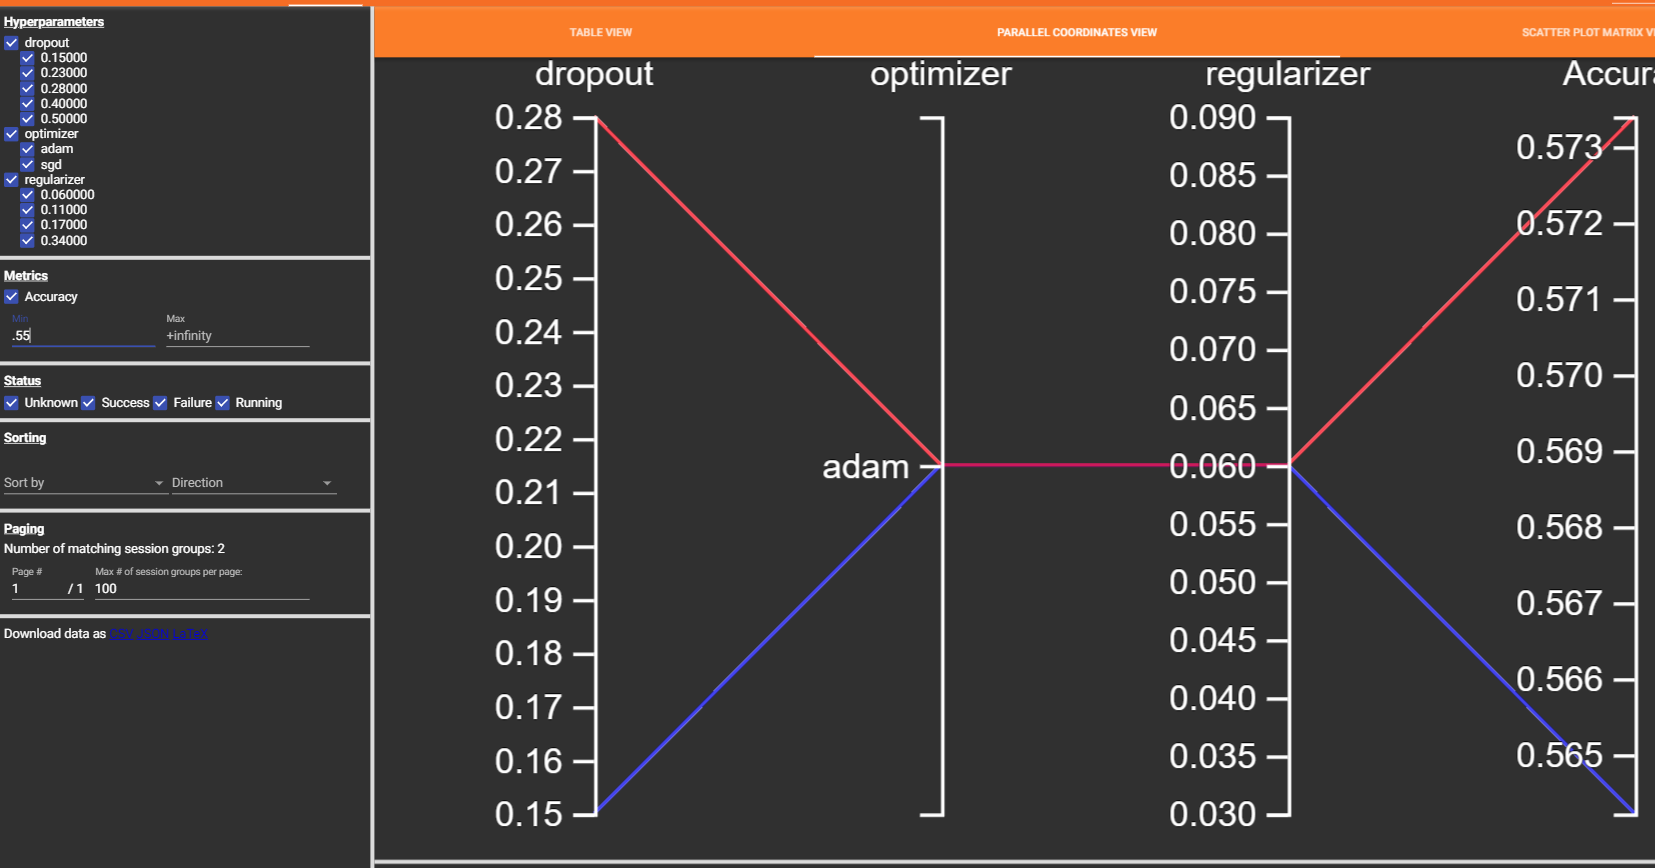 Hyperparameters
dropout
0.15000
0.23000
0.28000
0.40000
0.50000
optimizer
adam
sgd
regularizer
0.060000
0.11000
0.17000
0.34000
Metrics
Accuracy
Min Max
.55 +infinity
Status
Unknown Success Failure Running
Sorting
Sort by Direction
Paging
Number of matching session groups: 2
Page # Max # of session groups per page:
1 / 1 100
Download data as CSV JSON LaTeX
TABLE VIEW PARALLEL COORDINATES VIEW SCATTER PLOT MATRIX VI
dropout optimizer regularizer Accura
0.28
0.27
0.26
0.25
0.24
0.23
0.22
0.21
0.20
0.19
0.18
0.17
0.16
0.15
adam
0.090
0.085
0.080
0.075
0.070
0.065
0.060
0.055
0.050
0.045
0.040
0.035
0.030
0.573
0.572
0.571
0.570
0.569
0.568
0.567
0.566
0.565